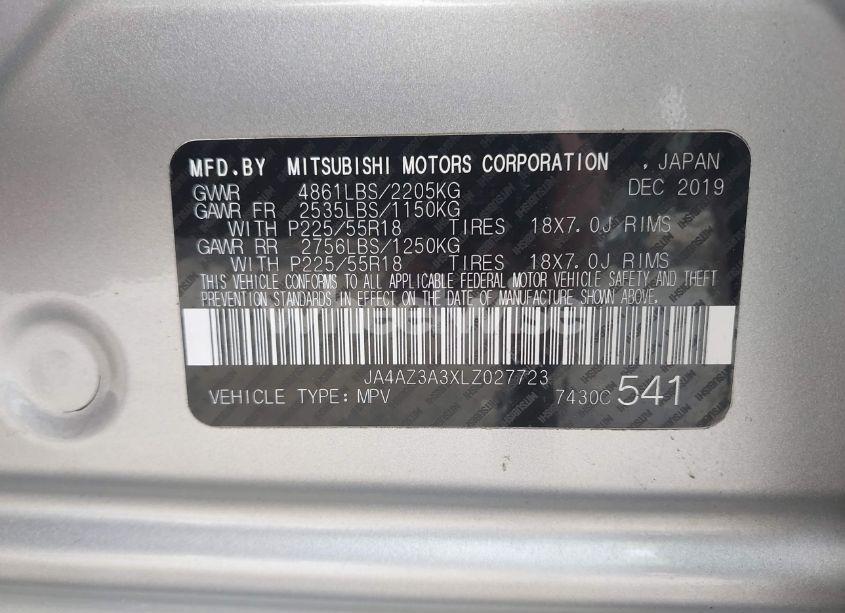 MFD.BY MITSUBISHI MOTORS CORPORATION , JAPAN
GVWR 4861LBS/2205KG DEC 2019
GAWR FR 2535LBS/1150KG
WITH P225/55R18 TIRES 18X7.0J RIMS
GAWR RR 2756LBS/1250KG
WITH P225/55R18 TIRES 18X7.0J RIMS
THIS VEHICLE CONFORMS TO ALL APPLICABLE FEDERAL MOTOR VEHICLE SAFETY AND THEFT
PREVENTION STANDARDS IN EFFECT ON THE DATE OF MANUFACTURE SHOWN ABOVE.
JA4AZ3A3XLZ027723
VEHICLE TYPE: MPV 7430C 541